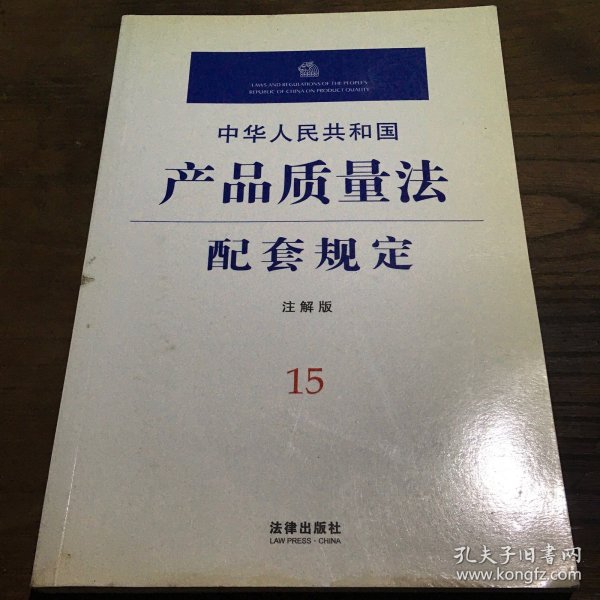 LAWS AND REGULATIONS OF THE PEOPLE'S
REPUBLIC OF CHINA ON PRODUCT QUALITY
中华人民共和国
产品质量法
配套规定
注解版
15
法律出版社
LAW PRESS·CHINA
孔夫子旧书网
www.kongfz.com